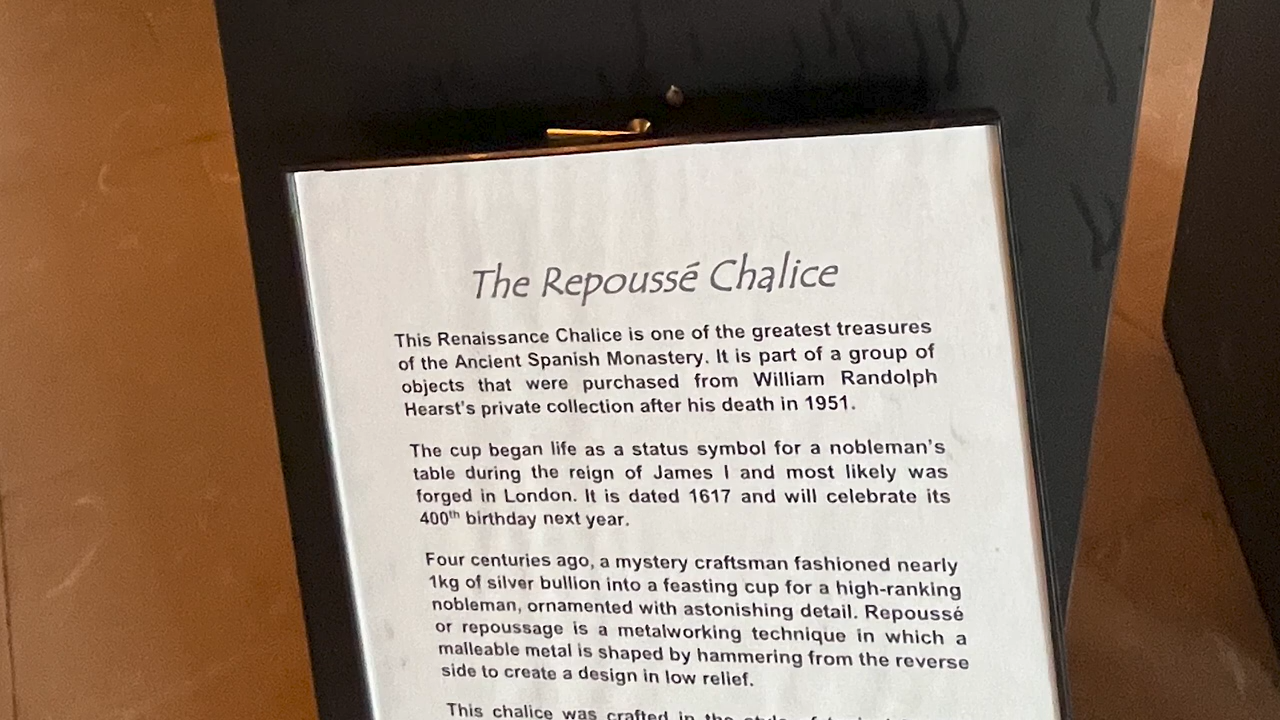 The Repoussé Chalice
This Renaissance Chalice is one of the greatest treasures
of the Ancient Spanish Monastery. It is part of a group of
objects that were purchased from William Randolph
Hearst's private collection after his death in 1951.
The cup began life as a status symbol for a nobleman's
table during the reign of James I and most likely was
forged in London. It is dated 1617 and will celebrate its
400th birthday next year.
Four centuries ago, a mystery craftsman fashioned nearly
1kg of silver bullion into a feasting cup for a high-ranking
nobleman, ornamented with astonishing detail. Repoussé
or repoussage is a metalworking technique in which a
malleable metal is shaped by hammering from the reverse
side to create a design in low relief.
This chalice was crafted in the style of